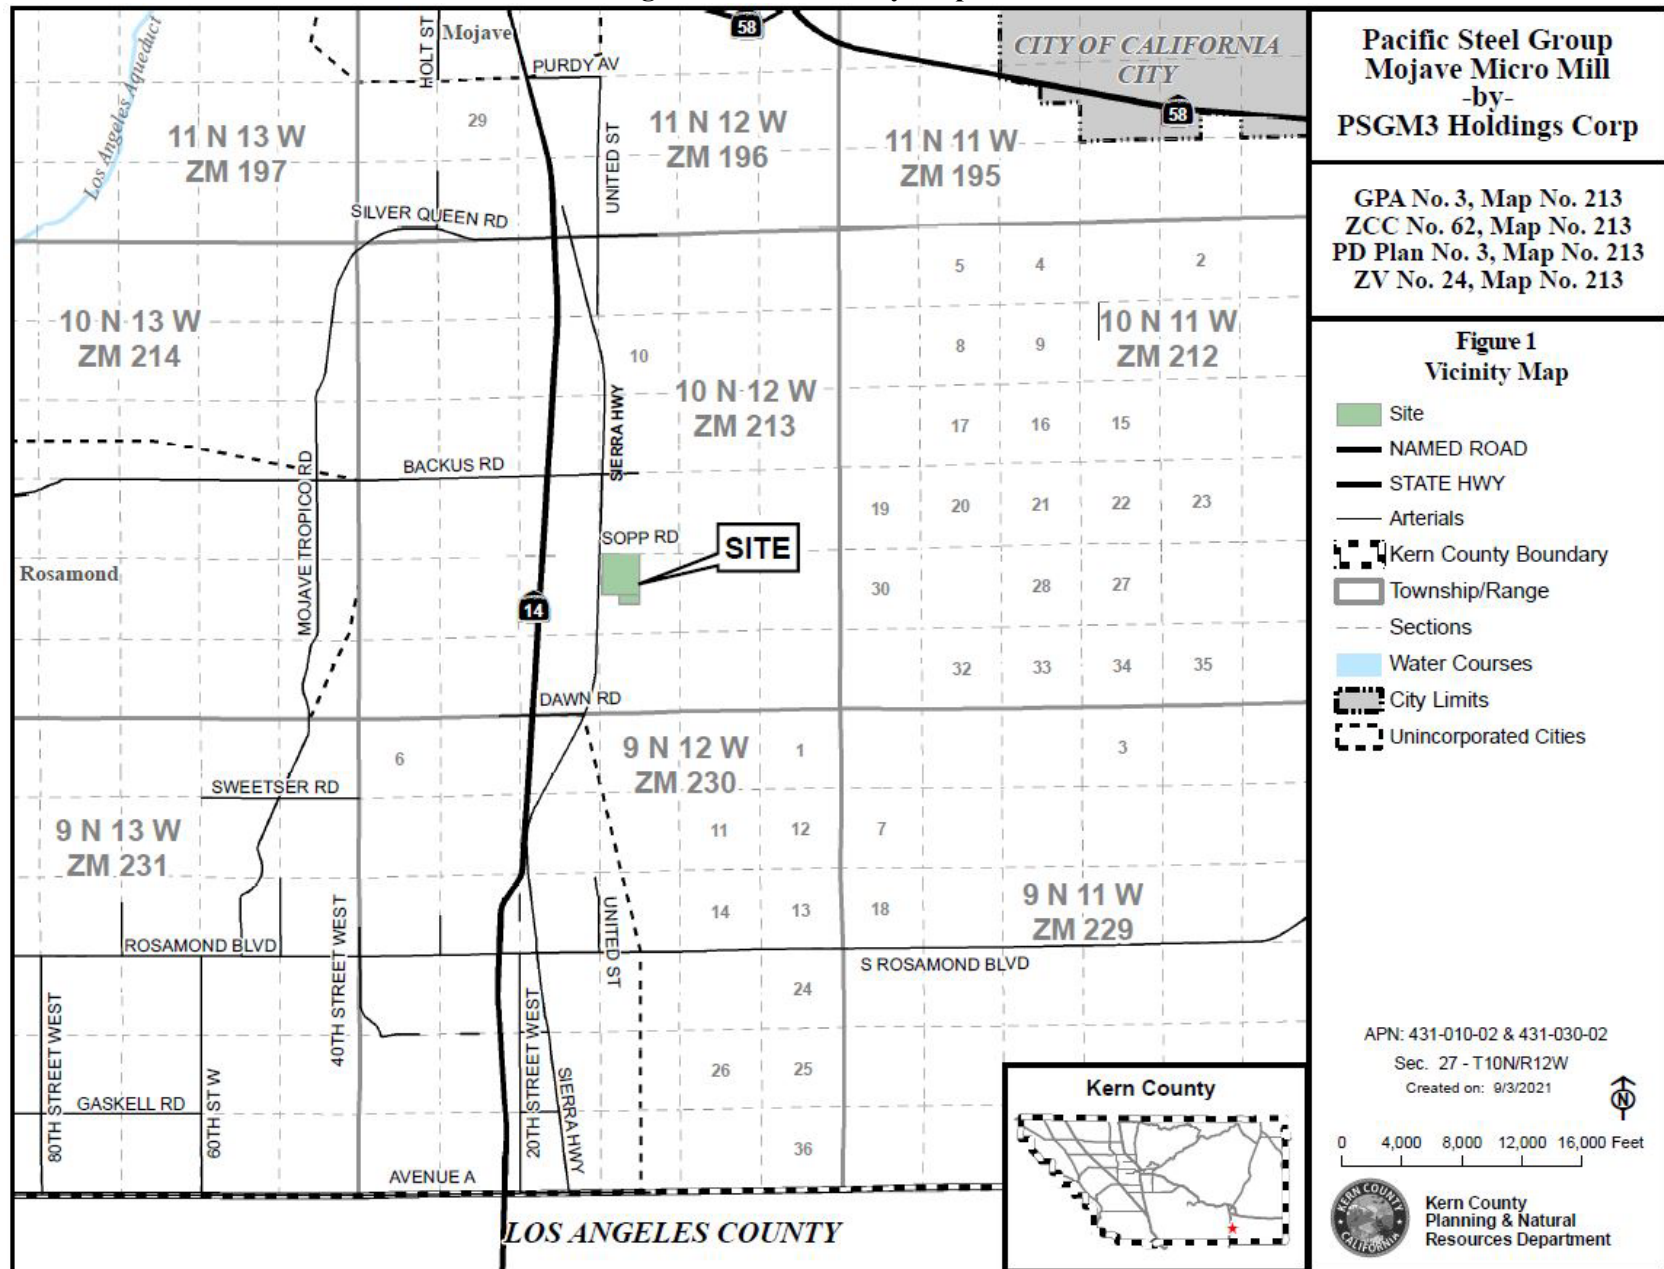 HOLT ST
Mojave
58
CITY OF CALIFORNIA
CITY
58
PURDY AV
Los Angeles Aqueduct
29
11 N 13 W
ZM 197
UNITED ST
11 N 12 W
ZM 196
11 N 11 W
ZM 195
SILVER QUEEN RD
5
4
2
10 N 13 W
ZM 214
10
8
9
10 N 11 W
ZM 212
10 N 12 W
ZM 213
SIERRA HWY
17
16
15
BACKUS RD
MOJAVE TROPICO RD
19
20
21
22
23
SOPP RD
SITE
Rosamond
14
30
28
27
32
33
34
35
DAWN RD
9 N 12 W
ZM 230
1
3
6
SWEETSER RD
9 N 13 W
ZM 231
11
12
7
14
13
18
9 N 11 W
ZM 229
UNITED ST
40TH STREET WEST
ROSAMOND BLVD
S ROSAMOND BLVD
24
80TH STREET WEST
20TH STREET WEST
SIERRA HWY
26
25
60TH ST W
GASKELL RD
36
AVENUE A
LOS ANGELES COUNTY
Kern County
Pacific Steel Group
Mojave Micro Mill
-by-
PSGM3 Holdings Corp
GPA No. 3, Map No. 213
ZCC No. 62, Map No. 213
PD Plan No. 3, Map No. 213
ZV No. 24, Map No. 213
Figure 1
Vicinity Map
Site
NAMED ROAD
STATE HWY
Arterials
Kern County Boundary
Township/Range
Sections
Water Courses
City Limits
Unincorporated Cities
APN: 431-010-02 & 431-030-02
Sec. 27 - T10N/R12W
Created on: 9/3/2021
N
0 4,000 8,000 12,000 16,000 Feet
KERN COUNTY
CALIFORNIA
Kern County
Planning & Natural
Resources Department